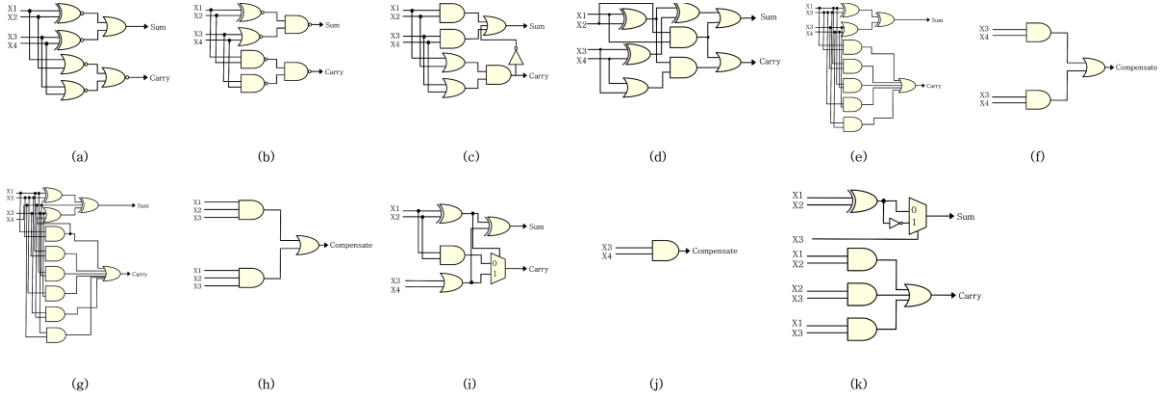 X1
X2
X3
X4
Sum
Carry
(a)
X1
X2
X3
X4
Sum
Carry
(b)
X1
X2
X3
X4
Sum
Carry
(c)
X1
X2
X3
X4
Sum
Carry
(d)
X1
X2
X3
X4
Sum
Carry
(e)
X3
X4
X3
X4
Compensate
(f)
X1
X2
X3
X4
Sum
Carry
(g)
X1
X2
X3
X1
X2
X3
Compensate
(h)
X1
X2
X3
X4
0
1
Sum
Carry
(i)
X3
X4
Compensate
(j)
X1
X2
X3
0
1
Sum
X1
X2
X2
X3
X1
X3
Carry
(k)